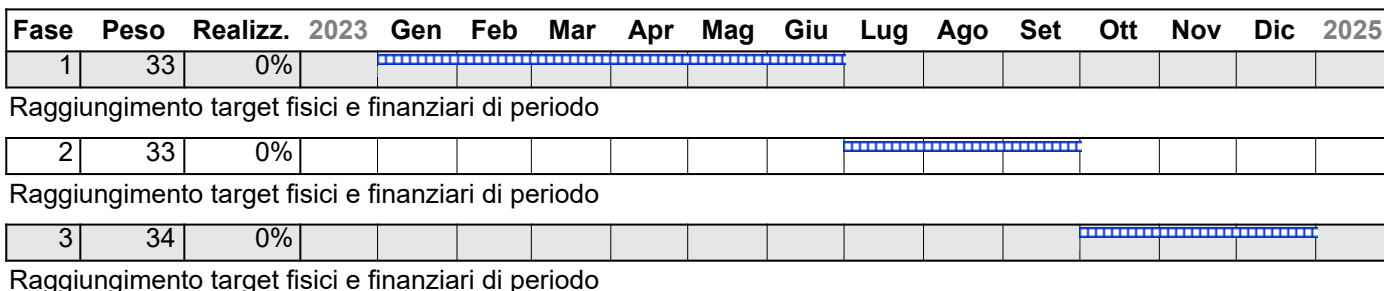 Fase Peso Realizz. 2023 Gen Feb Mar Apr Mag Giu Lug Ago Set Ott Nov Dic 2025
1 33 0%
Raggiungimento target fisici e finanziari di periodo
2 33 0%
Raggiungimento target fisici e finanziari di periodo
3 34 0%
Raggiungimento target fisici e finanziari di periodo